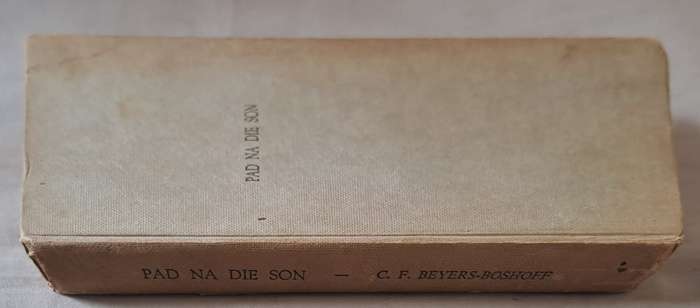 PAD NA DIE SON
PAD NA DIE SON — C. F. BEYERS-BOSHOFF